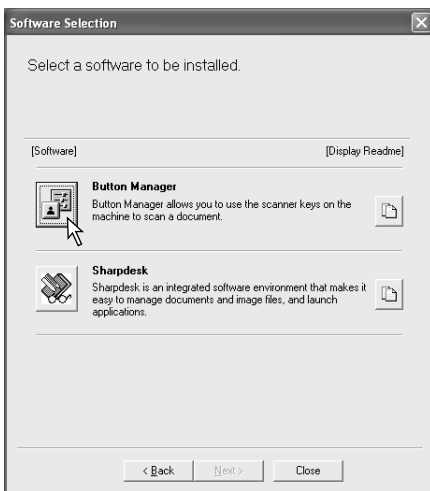 Software Selection
Select a software to be installed.
[Software] [Display Readme]
Button Manager
Button Manager allows you to use the scanner keys on the
machine to scan a document.
Sharpdesk
Sharpdesk is an integrated software environment that makes it
easy to manage documents and image files, and launch
applications.
< Back Next > Close